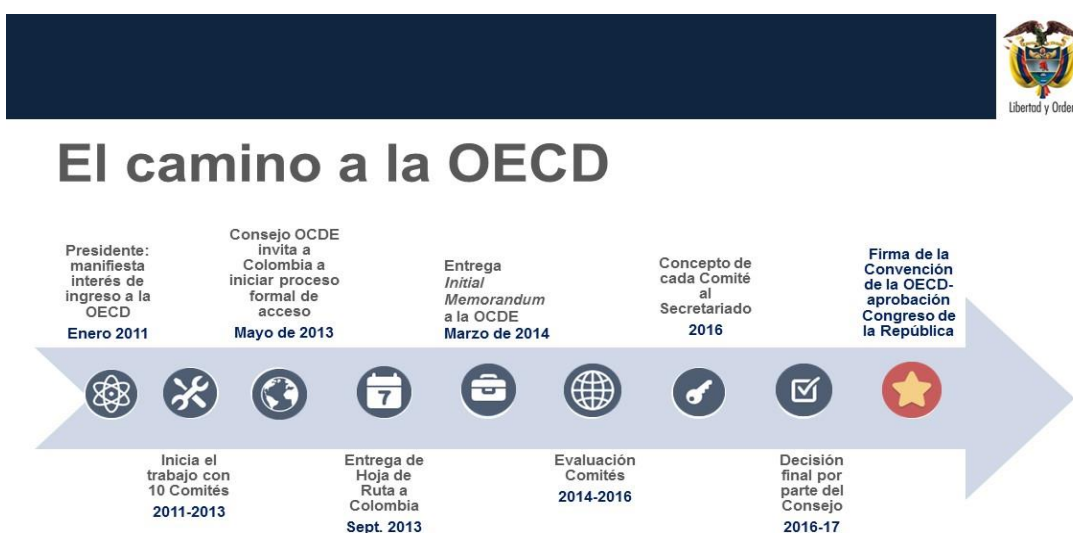 Libertad y Orden
El camino a la OECD
Presidente:
manifiesta
interés de
ingreso a la
OECD
Enero 2011
Inicia el
trabajo con
10 Comités
2011-2013
Consejo OCDE
invita a
Colombia a
iniciar proceso
formal de
acceso
Mayo de 2013
7
Entrega de
Hoja de
Ruta a
Colombia
Sept. 2013
Entrega
Initial
Memorandum
a la OCDE
Marzo de 2014
Evaluación
Comités
2014-2016
Concepto de
cada Comité
al
Secretariado
2016
Decisión
final por
parte del
Consejo
2016-17
Firma de la
Convención
de la OECD-
aprobación
Congreso de
la República